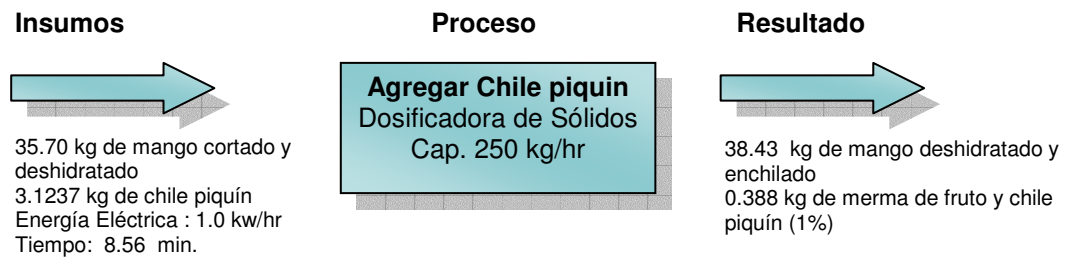 Insumos
Proceso
Resultado
Agregar Chile piquin
Dosificadora de Sólidos
Cap. 250 kg/hr
35.70 kg de mango cortado y
deshidratado
3.1237 kg de chile piquín
Energía Eléctrica : 1.0 kw/hr
Tiempo: 8.56 min.
38.43 kg de mango deshidratado y
enchilado
0.388 kg de merma de fruto y chile
piquín (1%)